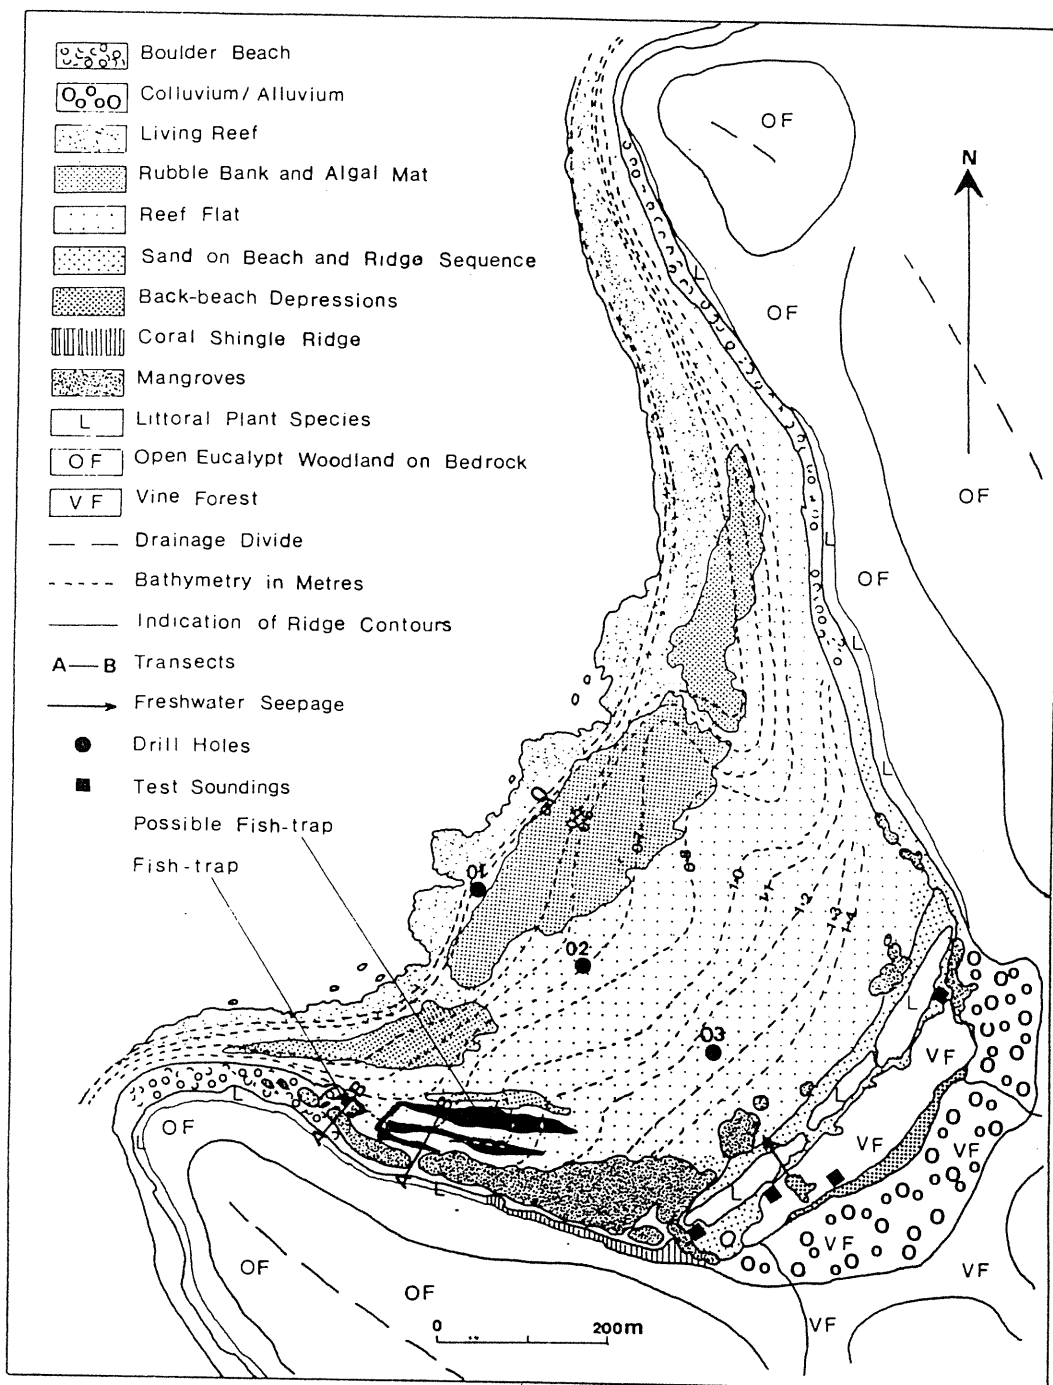 Boulder Beach
Colluvium/Alluvium
Living Reef
Rubble Bank and Algal Mat
Reef Flat
Sand on Beach and Ridge Sequence
Back-beach Depressions
Coral Shingle Ridge
Mangroves
L Littoral Plant Species
OF Open Eucalypt Woodland on Bedrock
VF Vine Forest
Drainage Divide
Bathymetry in Metres
Indication of Ridge Contours
A—B Transects
Freshwater Seepage
Drill Holes
Test Soundings
Possible Fish-trap
Fish-trap
N
OF
OF
OF
OF
L
L
L
L
10
02
03
0·7
1·0
1·1
1·2
1·3
1·4
L
L
L
VF
VF
VF
VF
VF
VF
A B
A B
L
L
L
OF
OF
OF
0 200m